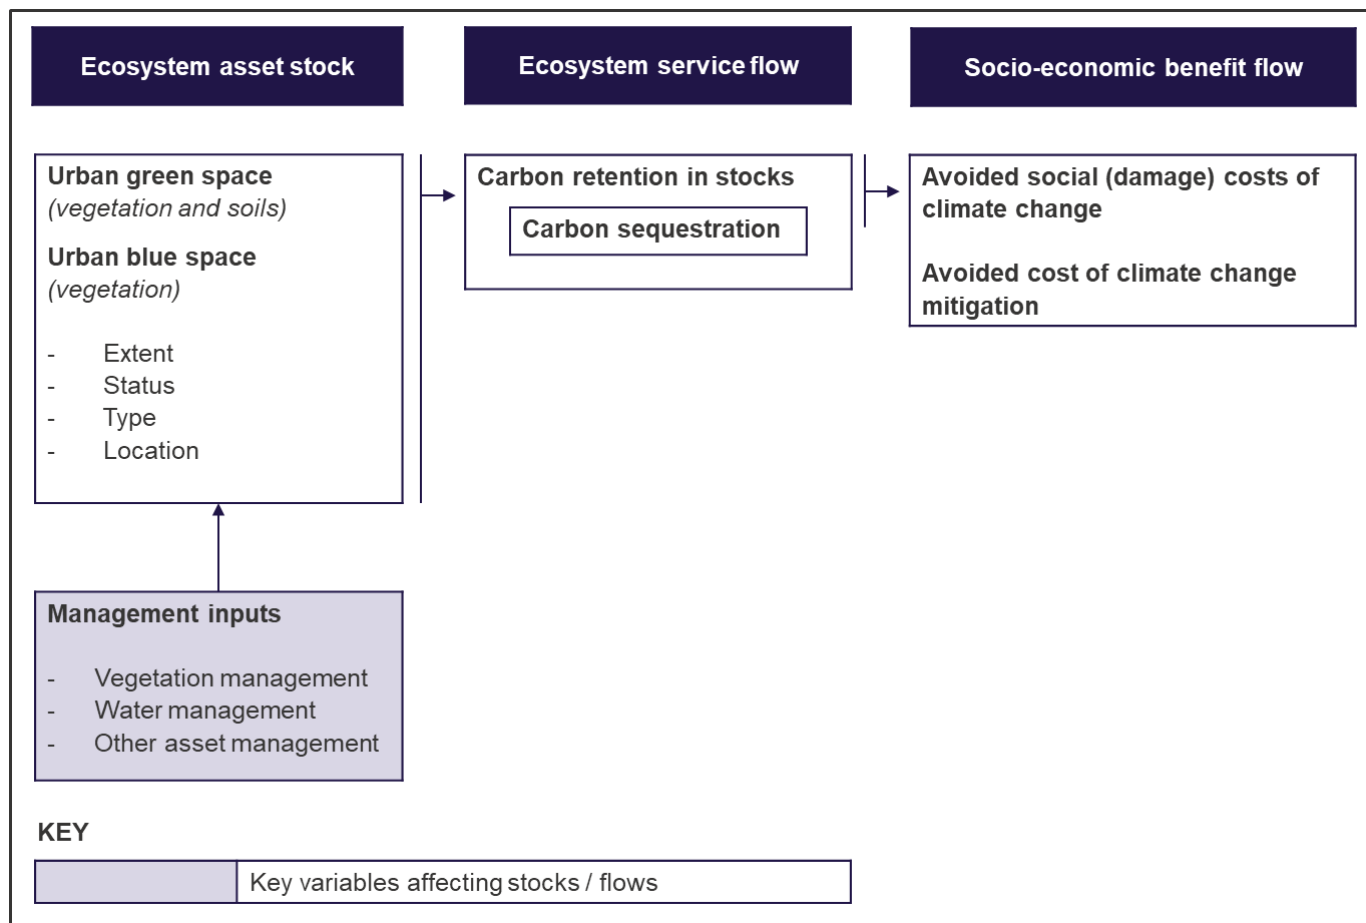 Ecosystem asset stock
Ecosystem service flow
Socio-economic benefit flow
Urban green space
(vegetation and soils)
Urban blue space
(vegetation)
- Extent
- Status
- Type
- Location
Carbon retention in stocks
Carbon sequestration
Avoided social (damage) costs of
climate change
Avoided cost of climate change
mitigation
Management inputs
- Vegetation management
- Water management
- Other asset management
KEY
Key variables affecting stocks / flows